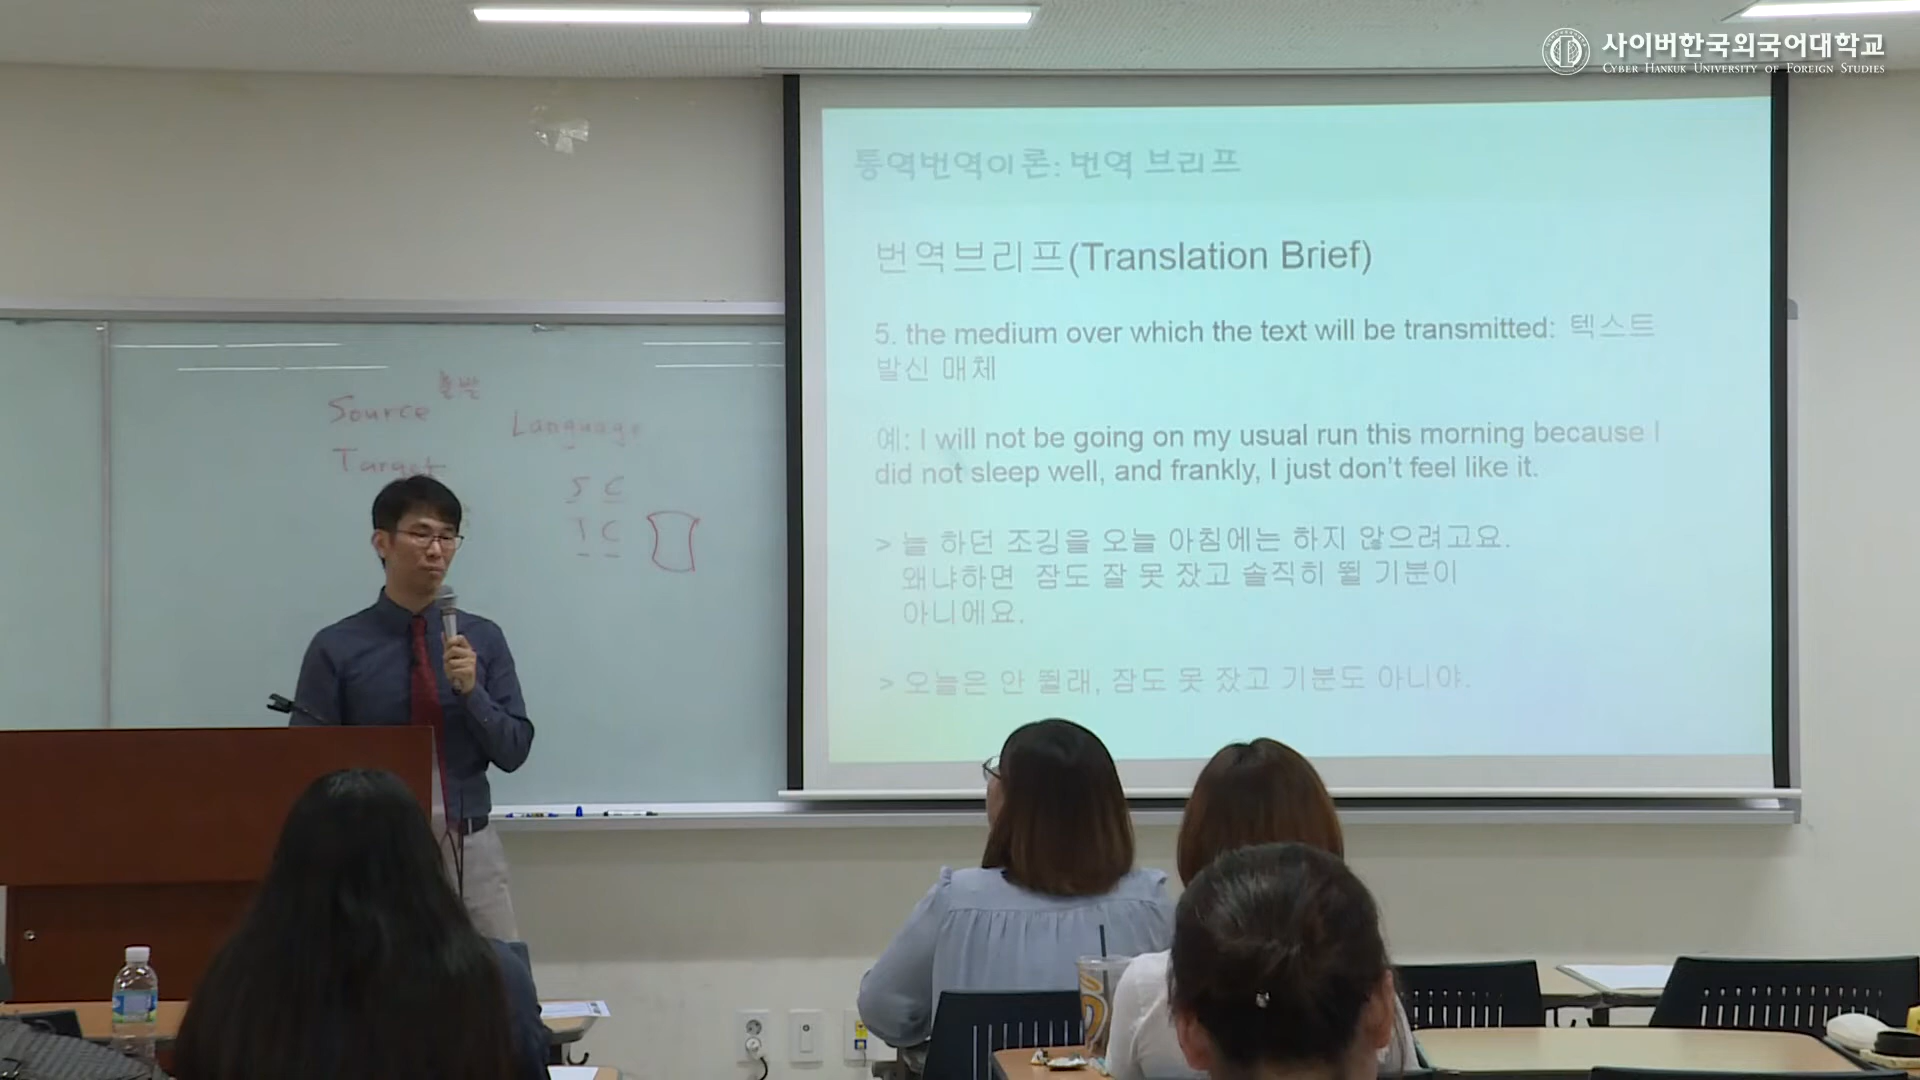 사이버한국외국어대학교
CYBER HANKUK UNIVERSITY OF FOREIGN STUDIES
통역번역이론: 번역 브리프
번역브리프(Translation Brief)
5. the medium over which the text will be transmitted: 텍스트
발신 매체
예: I will not be going on my usual run this morning because I
did not sleep well, and frankly, I just don't feel like it.
> 늘 하던 조깅을 오늘 아침에는 하지 않으려고요.
왜냐하면 잠도 잘 못 잤고 솔직히 뛸 기분이
아니에요.
> 오늘은 안 뛸래, 잠도 못 잤고 기분도 아니야.
Source 출발
Language
Target
S C
T C